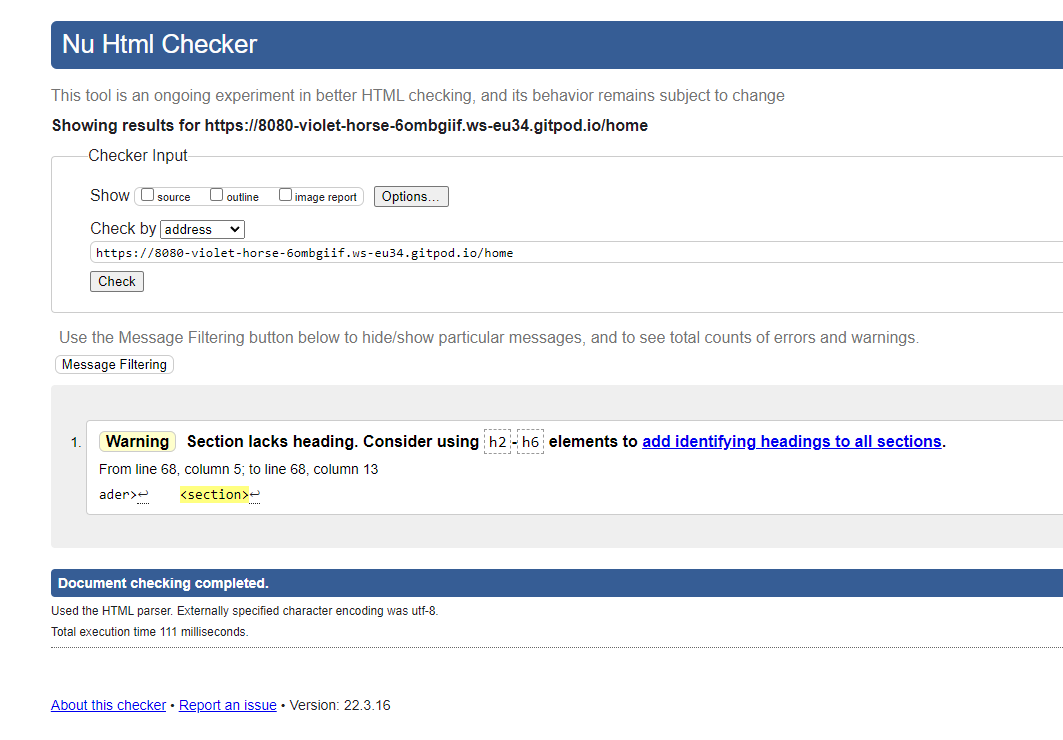 Nu Html Checker
This tool is an ongoing experiment in better HTML checking, and its behavior remains subject to change
Showing results for https://8080-violet-horse-6ombgiif.ws-eu34.gitpod.io/home
Checker Input
Show source outline image report Options...
Check by address
https://8080-violet-horse-6ombgiif.ws-eu34.gitpod.io/home
Check
Use the Message Filtering button below to hide/show particular messages, and to see total counts of errors and warnings.
Message Filtering
1. Warning Section lacks heading. Consider using h2-h6 elements to add identifying headings to all sections.
From line 68, column 5; to line 68, column 13
ader>↩ <section>↩
Document checking completed.
Used the HTML parser. Externally specified character encoding was utf-8.
Total execution time 111 milliseconds.
About this checker • Report an issue • Version: 22.3.16